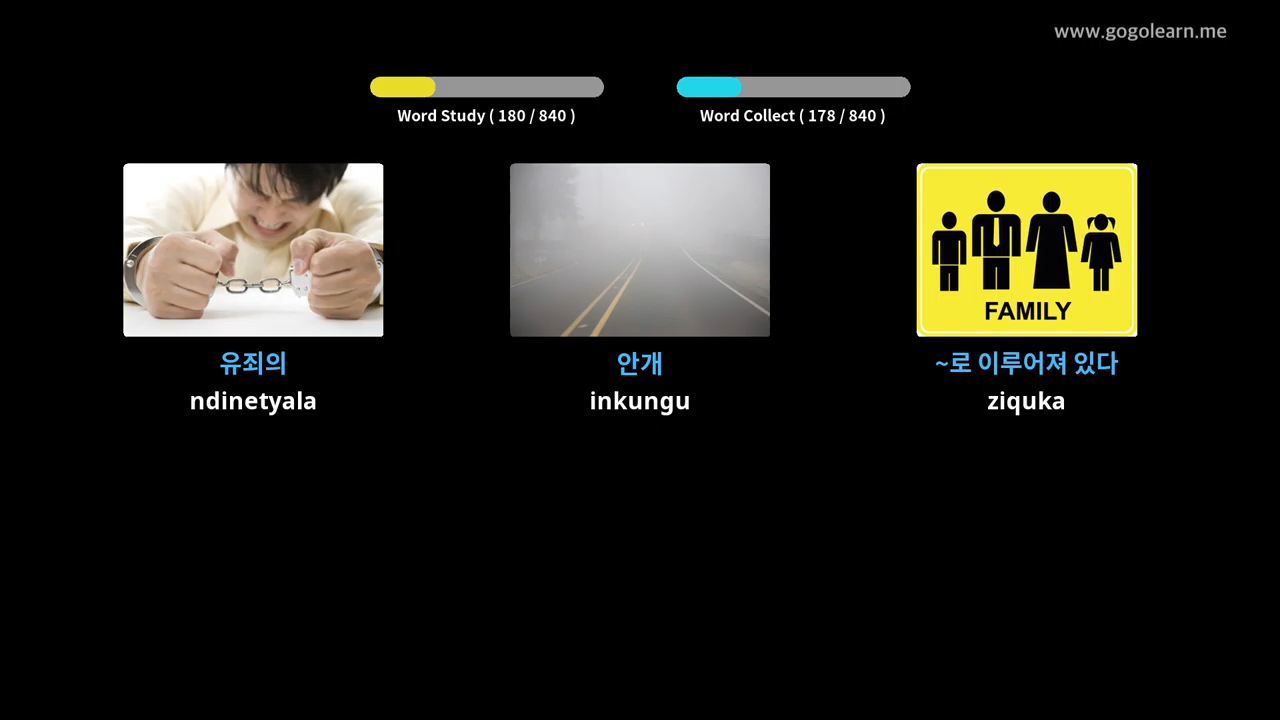 www.gogolearn.me
Word Study ( 180 / 840 )
Word Collect ( 178 / 840 )
FAMILY
유죄의
안개
~로 이루어져 있다
ndinetyala
inkungu
ziquka